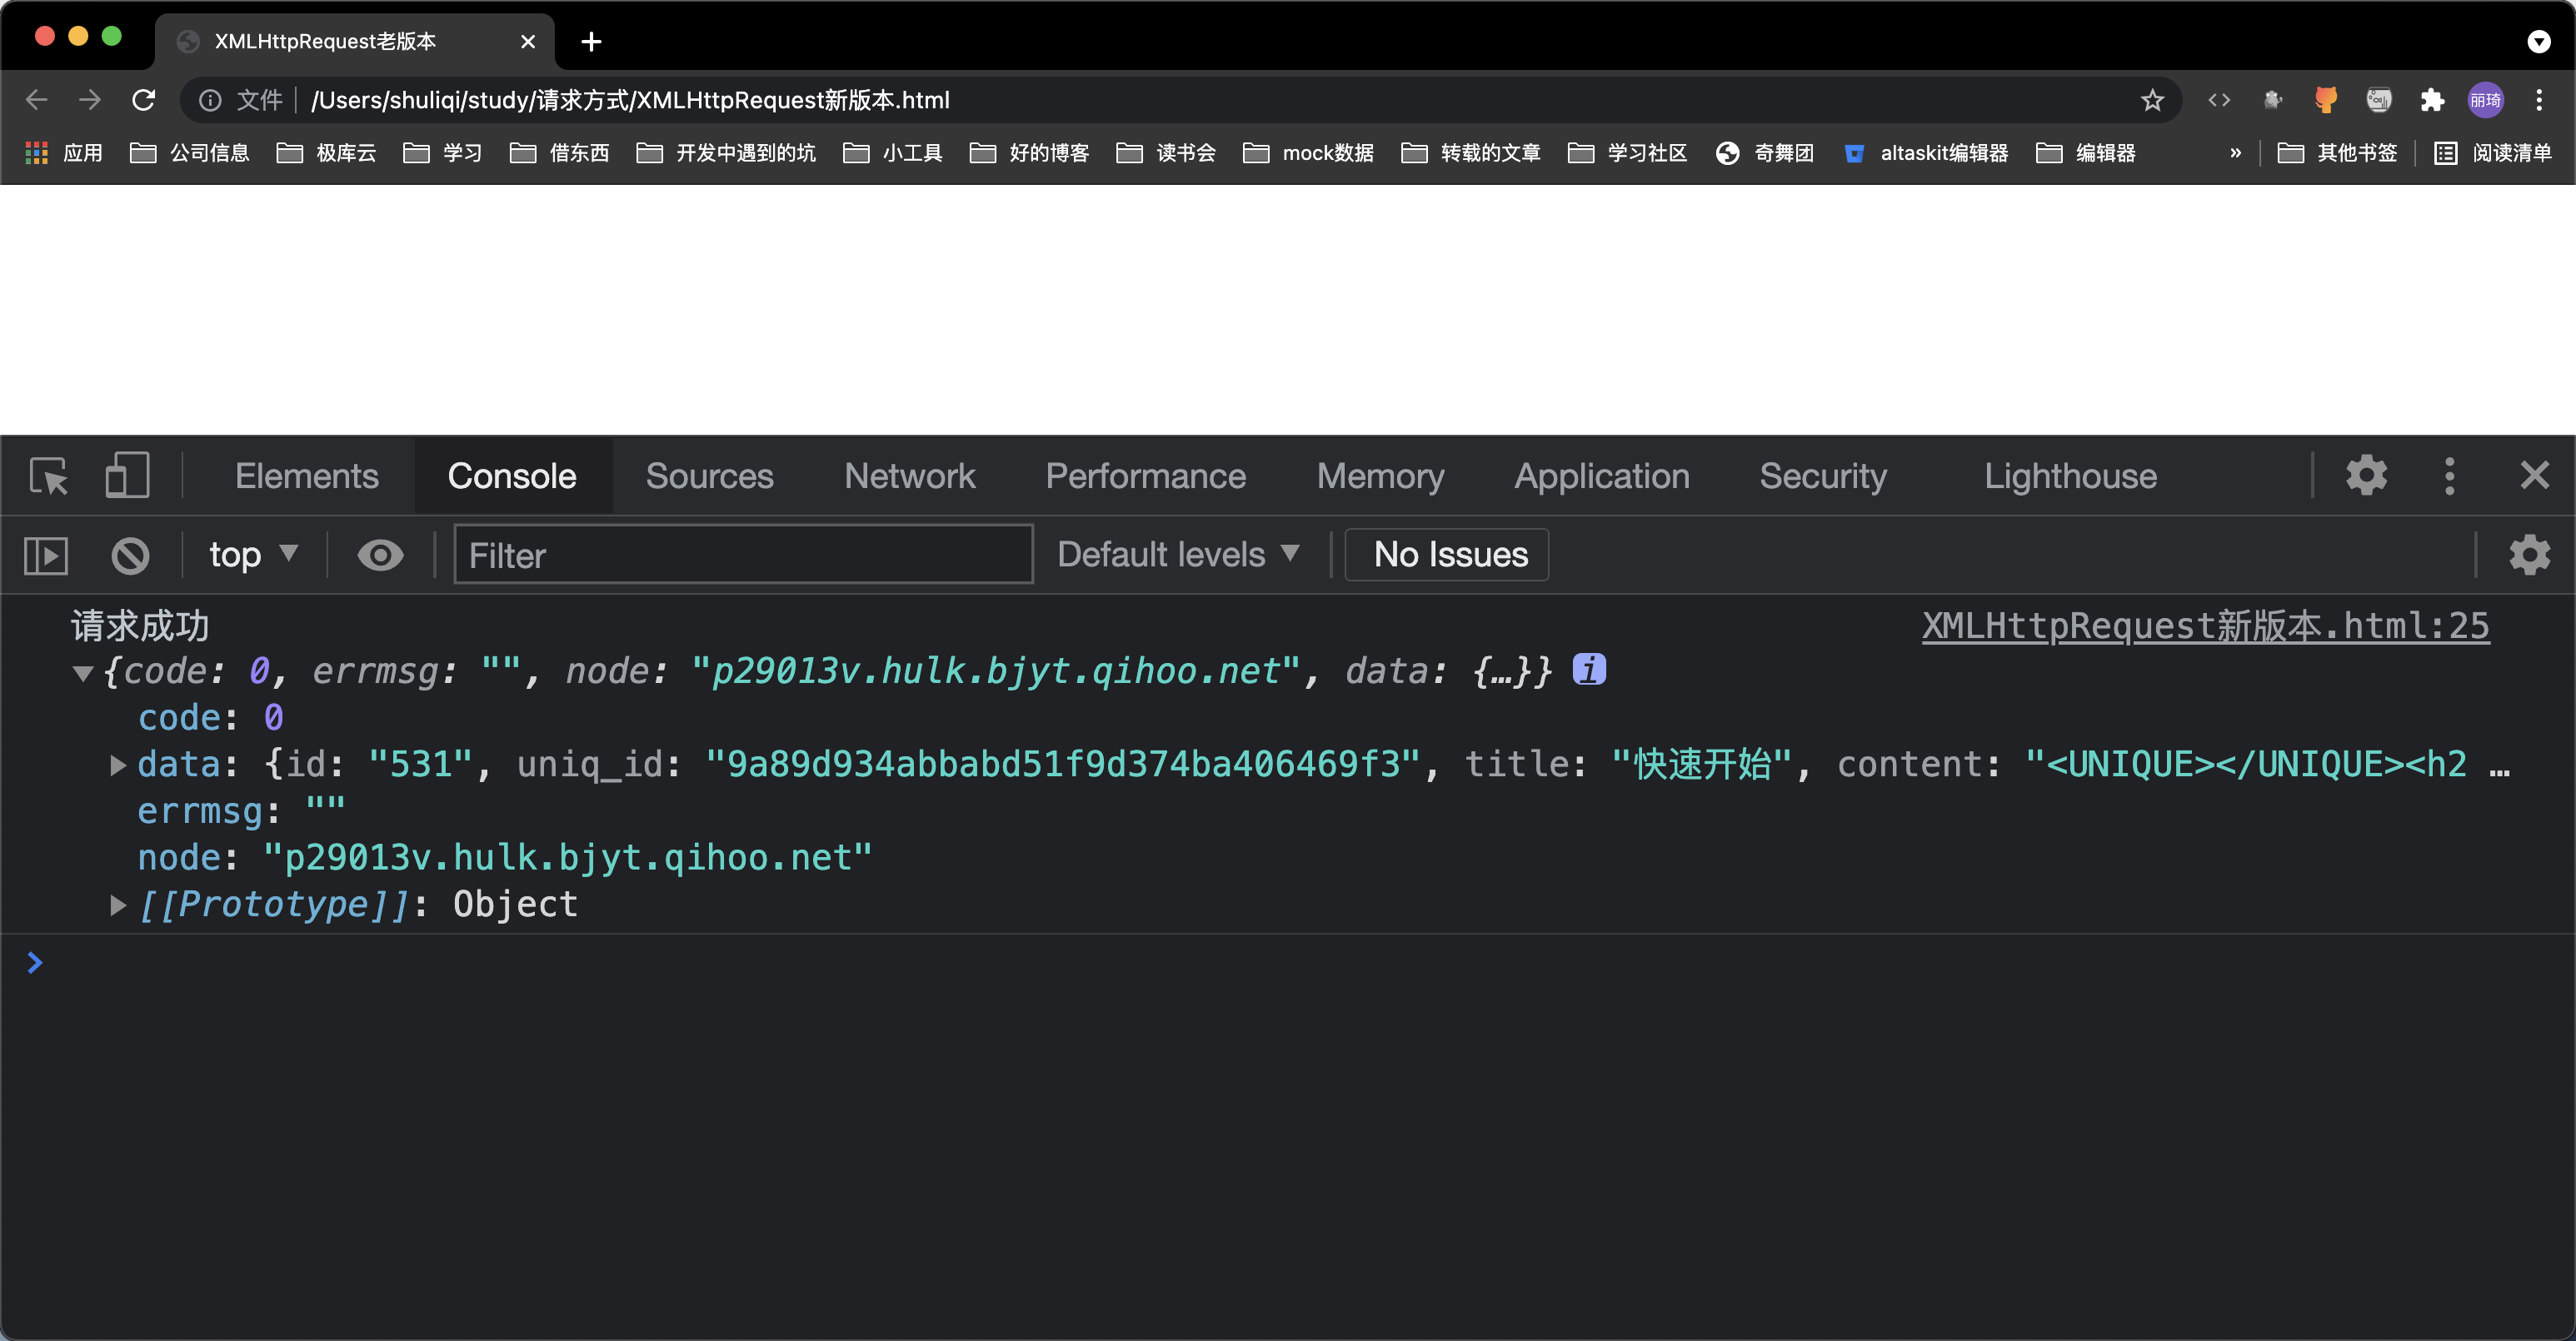 XMLHttpRequest老版本
文件 /Users/shuliqi/study/请求方式/XMLHttpRequest新版本.html
丽琦
应用 公司信息 极库云 学习 借东西 开发中遇到的坑 小工具 好的博客 读书会 mock数据 转载的文章 学习社区 奇舞团 altaskit编辑器 编辑器 » 其他书签 阅读清单
Elements Console Sources Network Performance Memory Application Security Lighthouse
top Filter Default levels No Issues
请求成功 XMLHttpRequest新版本.html:25
{code: 0, errmsg: "", node: "p29013v.hulk.bjyt.qihoo.net", data: {…}} i
code: 0
data: {id: "531", uniq_id: "9a89d934abbabd51f9d374ba406469f3", title: "快速开始", content: "<UNIQUE></UNIQUE><h2 …
errmsg: ""
node: "p29013v.hulk.bjyt.qihoo.net"
[[Prototype]]: Object